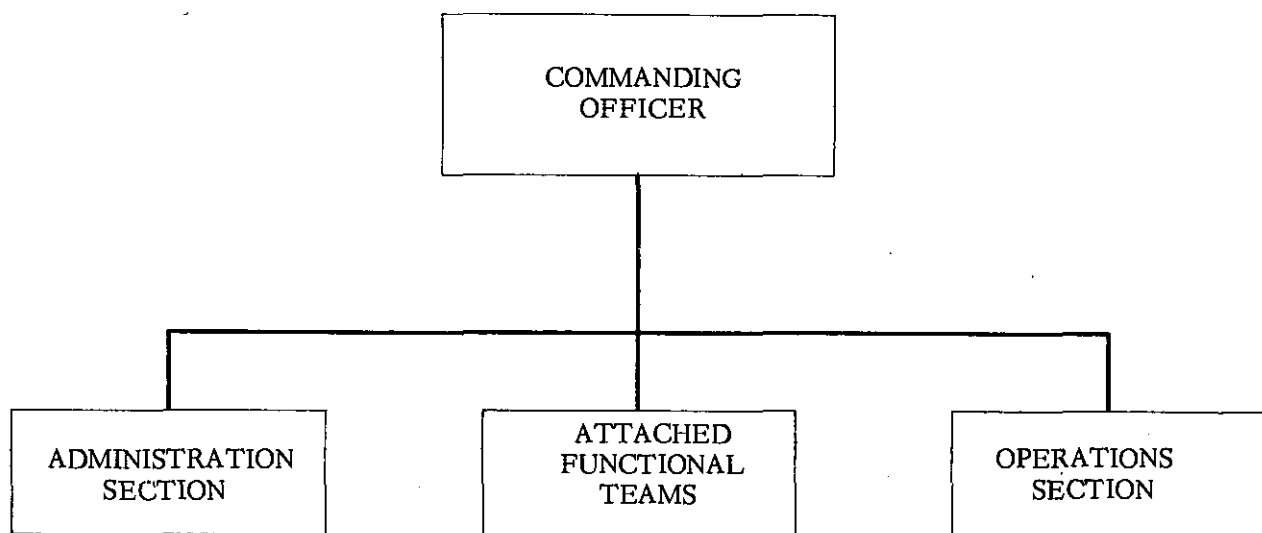 COMMANDING
OFFICER
ADMINISTRATION
SECTION
ATTACHED
FUNCTIONAL
TEAMS
OPERATIONS
SECTION